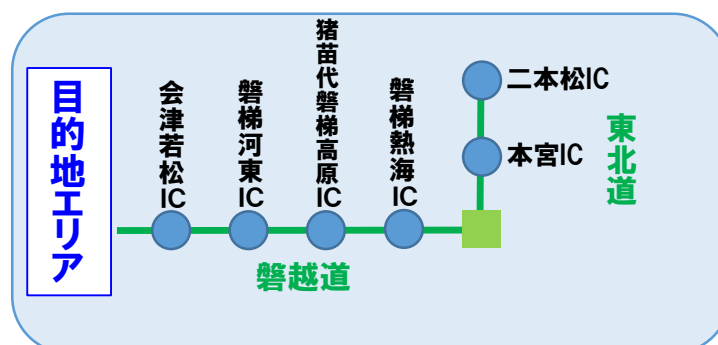 目的地エリア
会津若松IC
磐梯河東IC
猪苗代磐梯高原IC
磐梯熱海IC
二本松IC
本宮IC
東北道
磐越道